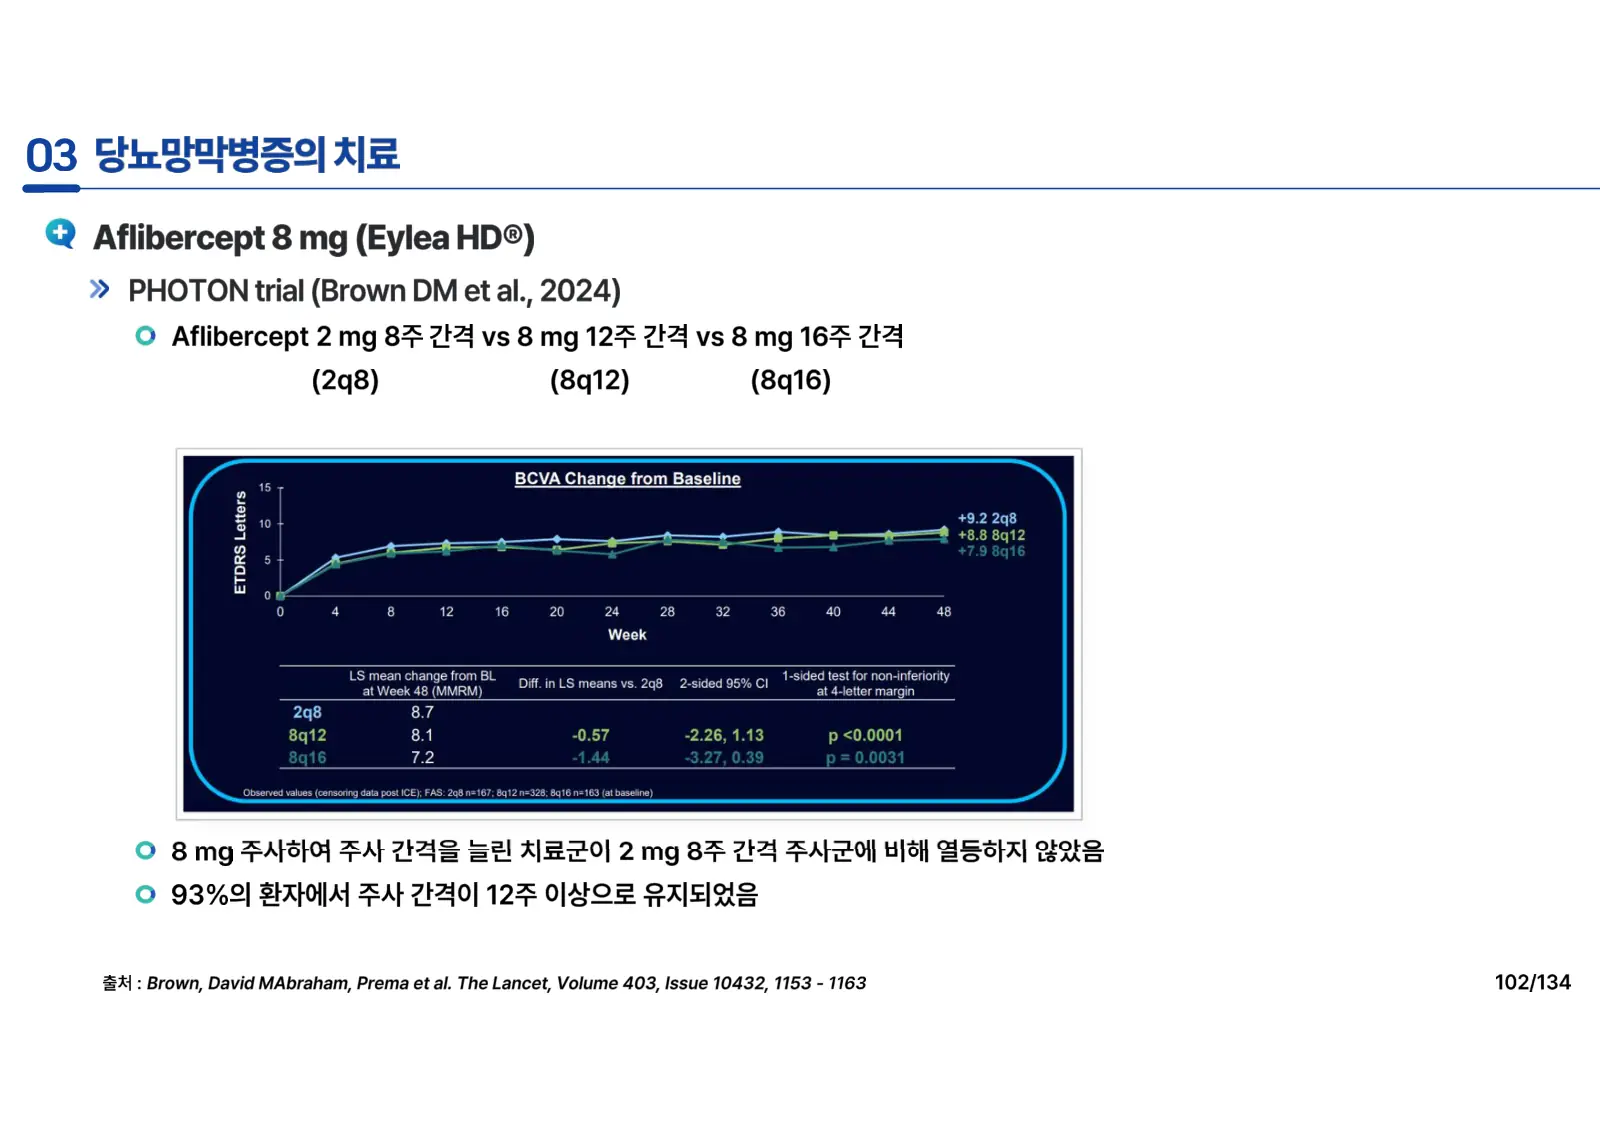 03 당뇨망막병증의 치료
Aflibercept 8 mg (Eylea HD®)
PHOTON trial (Brown DM et al., 2024)
Aflibercept 2 mg 8주 간격 vs 8 mg 12주 간격 vs 8 mg 16주 간격
(2q8) (8q12) (8q16)
BCVA Change from Baseline
ETDRS Letters
15
10
5
0
+9.2 2q8
+8.8 8q12
+7.9 8q16
0 4 8 12 16 20 24 28 32 36 40 44 48
Week
LS mean change from BL at Week 48 (MMRM) Diff. in LS means vs. 2q8 2-sided 95% CI 1-sided test for non-inferiority at 4-letter margin
2q8 8.7
8q12 8.1 -0.57 -2.26, 1.13 p <0.0001
8q16 7.2 -1.44 -3.27, 0.39 p = 0.0031
Observed values (censoring data post ICE); FAS: 2q8 n=167; 8q12 n=328; 8q16 n=163 (at baseline)
8 mg 주사하여 주사 간격을 늘린 치료군이 2 mg 8주 간격 주사군에 비해 열등하지 않았음
93%의 환자에서 주사 간격이 12주 이상으로 유지되었음
출처 : Brown, David MAbraham, Prema et al. The Lancet, Volume 403, Issue 10432, 1153 - 1163
102/134